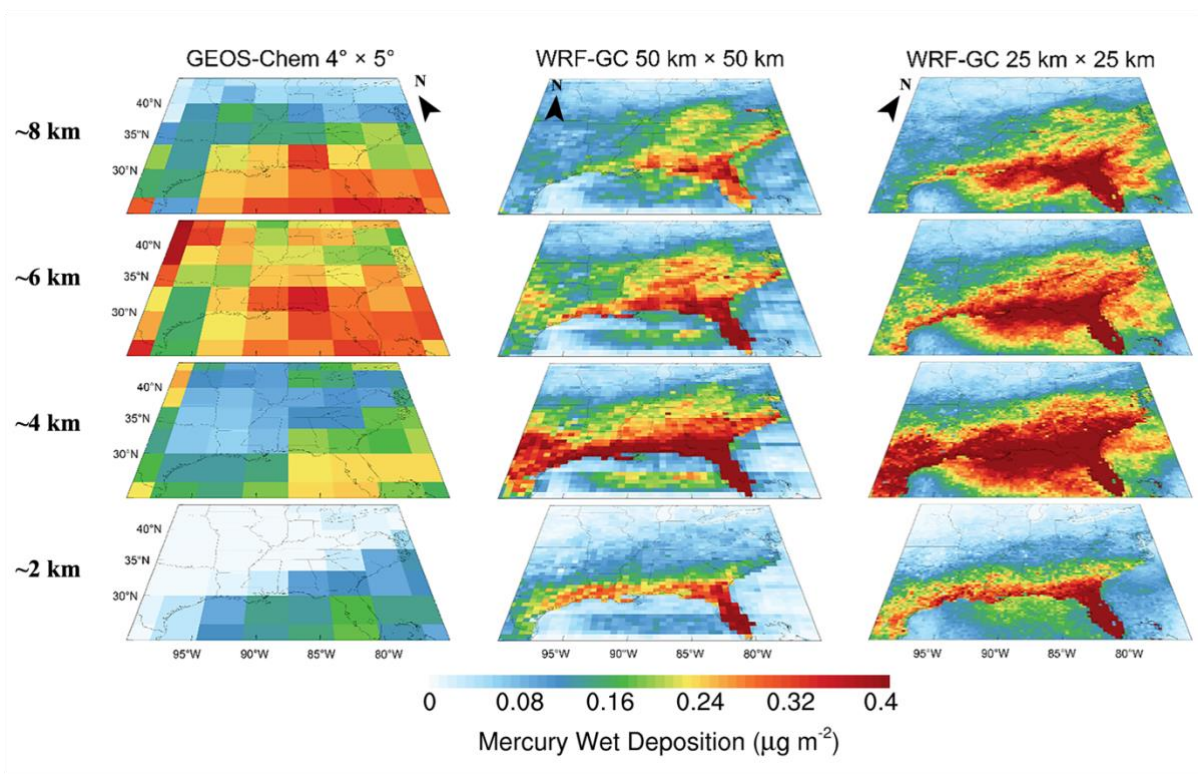 GEOS-Chem 4° × 5°
WRF-GC 50 km × 50 km
WRF-GC 25 km × 25 km
N
N
N
~8 km
40°N
35°N
30°N
~6 km
40°N
35°N
30°N
~4 km
40°N
35°N
30°N
~2 km
40°N
35°N
30°N
95°W 90°W 85°W 80°W
95°W 90°W 85°W 80°W
95°W 90°W 85°W 80°W
0 0.08 0.16 0.24 0.32 0.4
Mercury Wet Deposition (μg m⁻²)